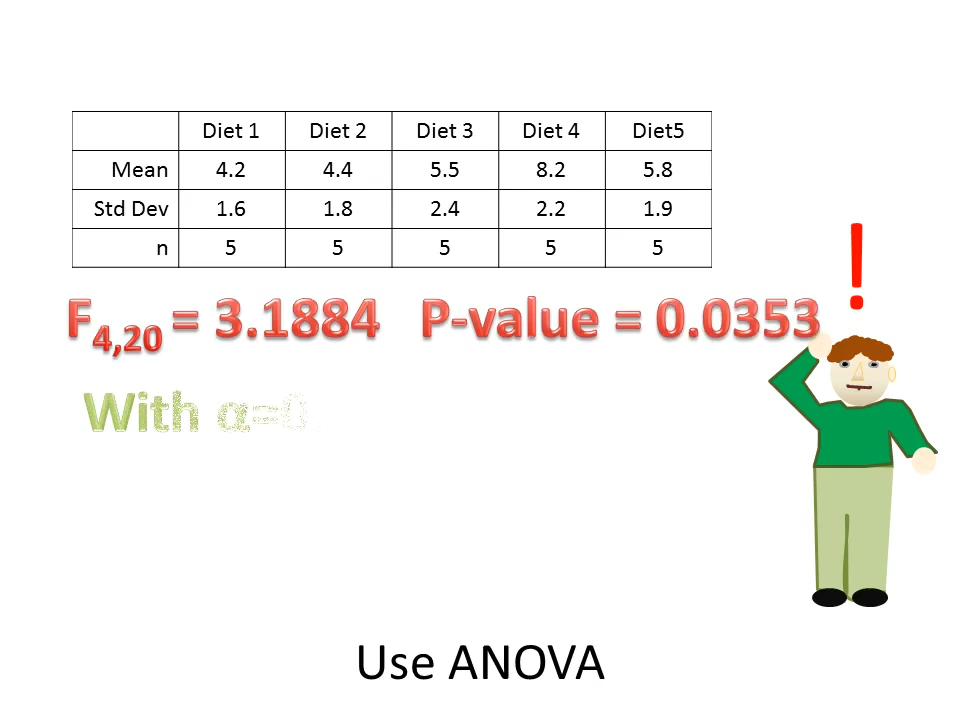 Diet 1 Diet 2 Diet 3 Diet 4 Diet5
Mean 4.2 4.4 5.5 8.2 5.8
Std Dev 1.6 1.8 2.4 2.2 1.9
n 5 5 5 5 5
!
F4,20 = 3.1884 P-value = 0.0353
With α=0
Use ANOVA